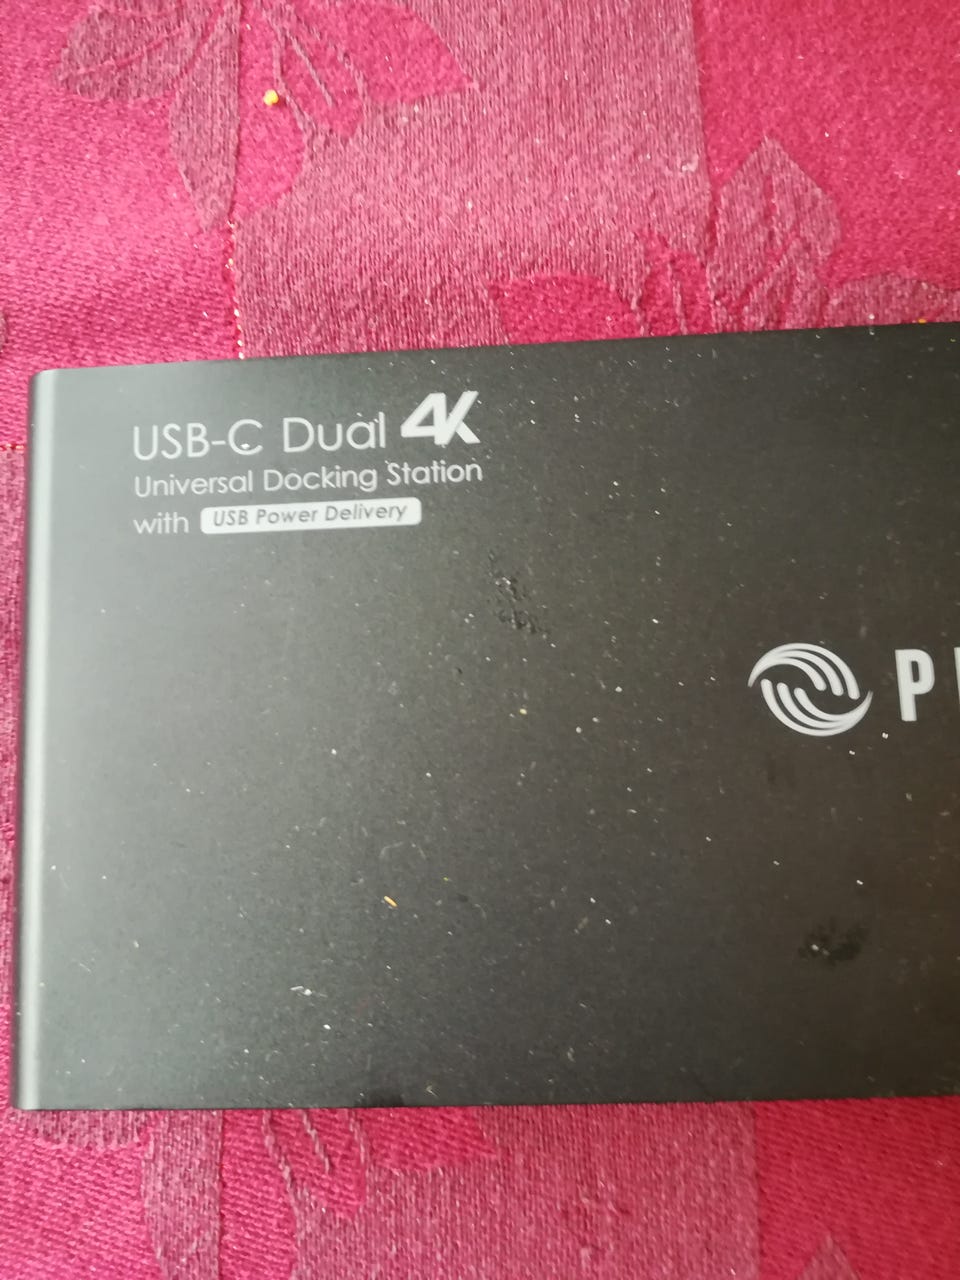 USB-C Dual 4K
Universal Docking Station
with USB Power Delivery
P